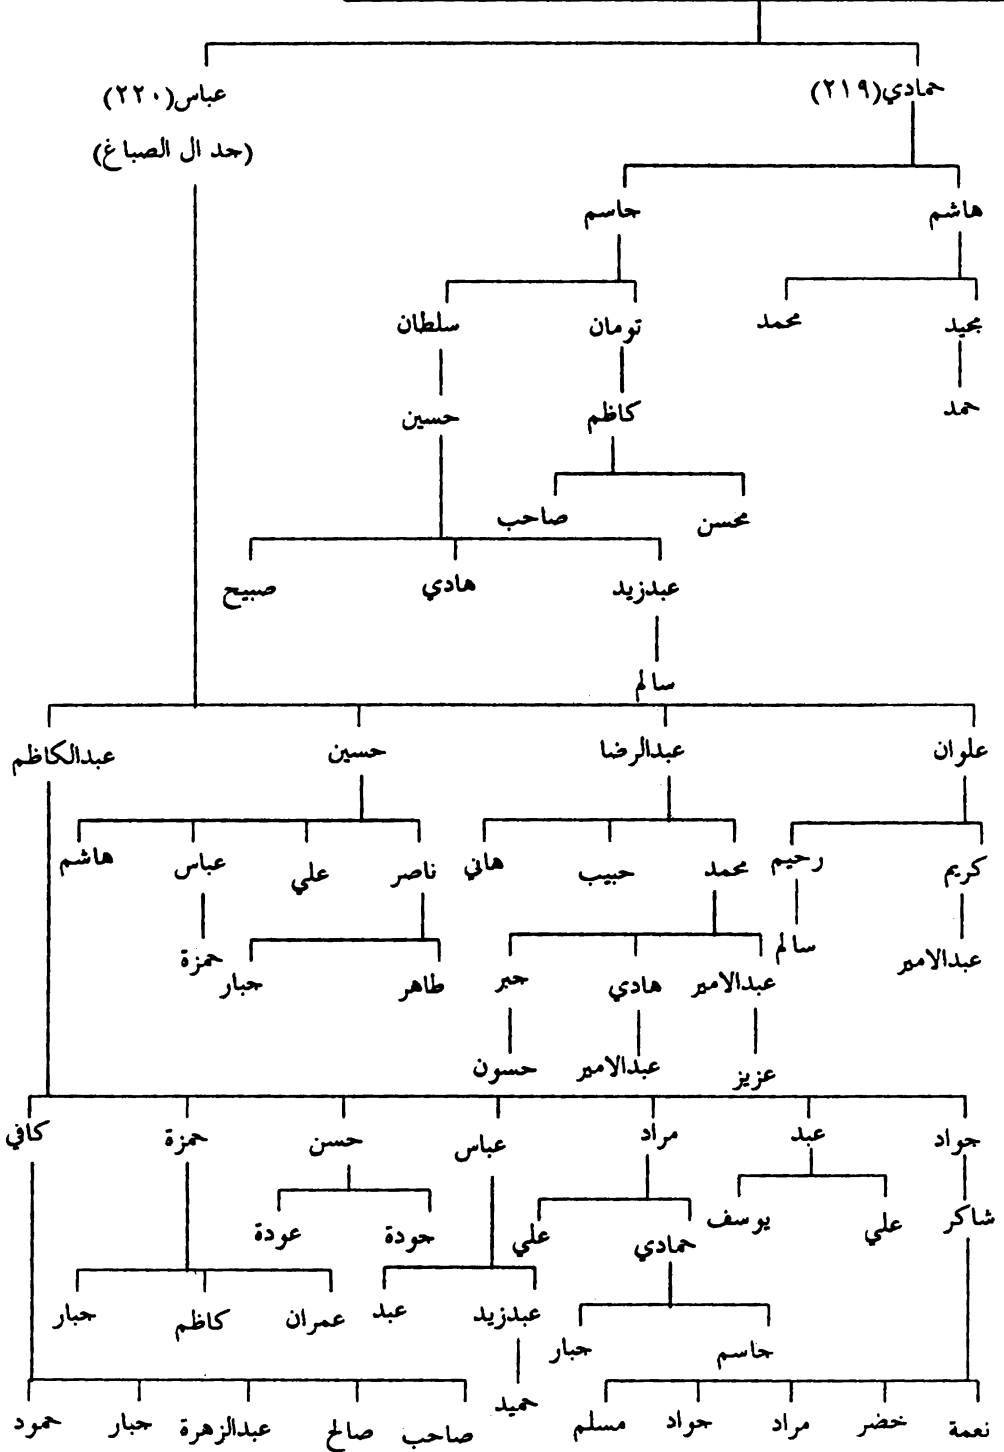 حمادي(٢١٩) عباس(٢٢٠)
(جد ال الصباغ)
هاشم جاسم
مجيد محمد تومان سلطان
حمد كاظم حسين
محسن صاحب
عبدزيد هادي صبيح
سالم
علوان عبدالرضا حسين عبدالكاظم
كريم رحيم محمد حبيب هاني ناصر علي عباس هاشم
عبدالامير سالم عبدالامير هادي جبر طاهر جبار حمزة
عزيز عبدالامير حسون
جواد عبد مراد عباس حسن حمزة كافي
شاكر علي يوسف حمادي علي جودة عودة
عبدزيد عبد عمران كاظم جبار
جاسم جبار
حميد
نعمة خضر مراد جواد مسلم صاحب صالح عبدالزهرة جبار حمود